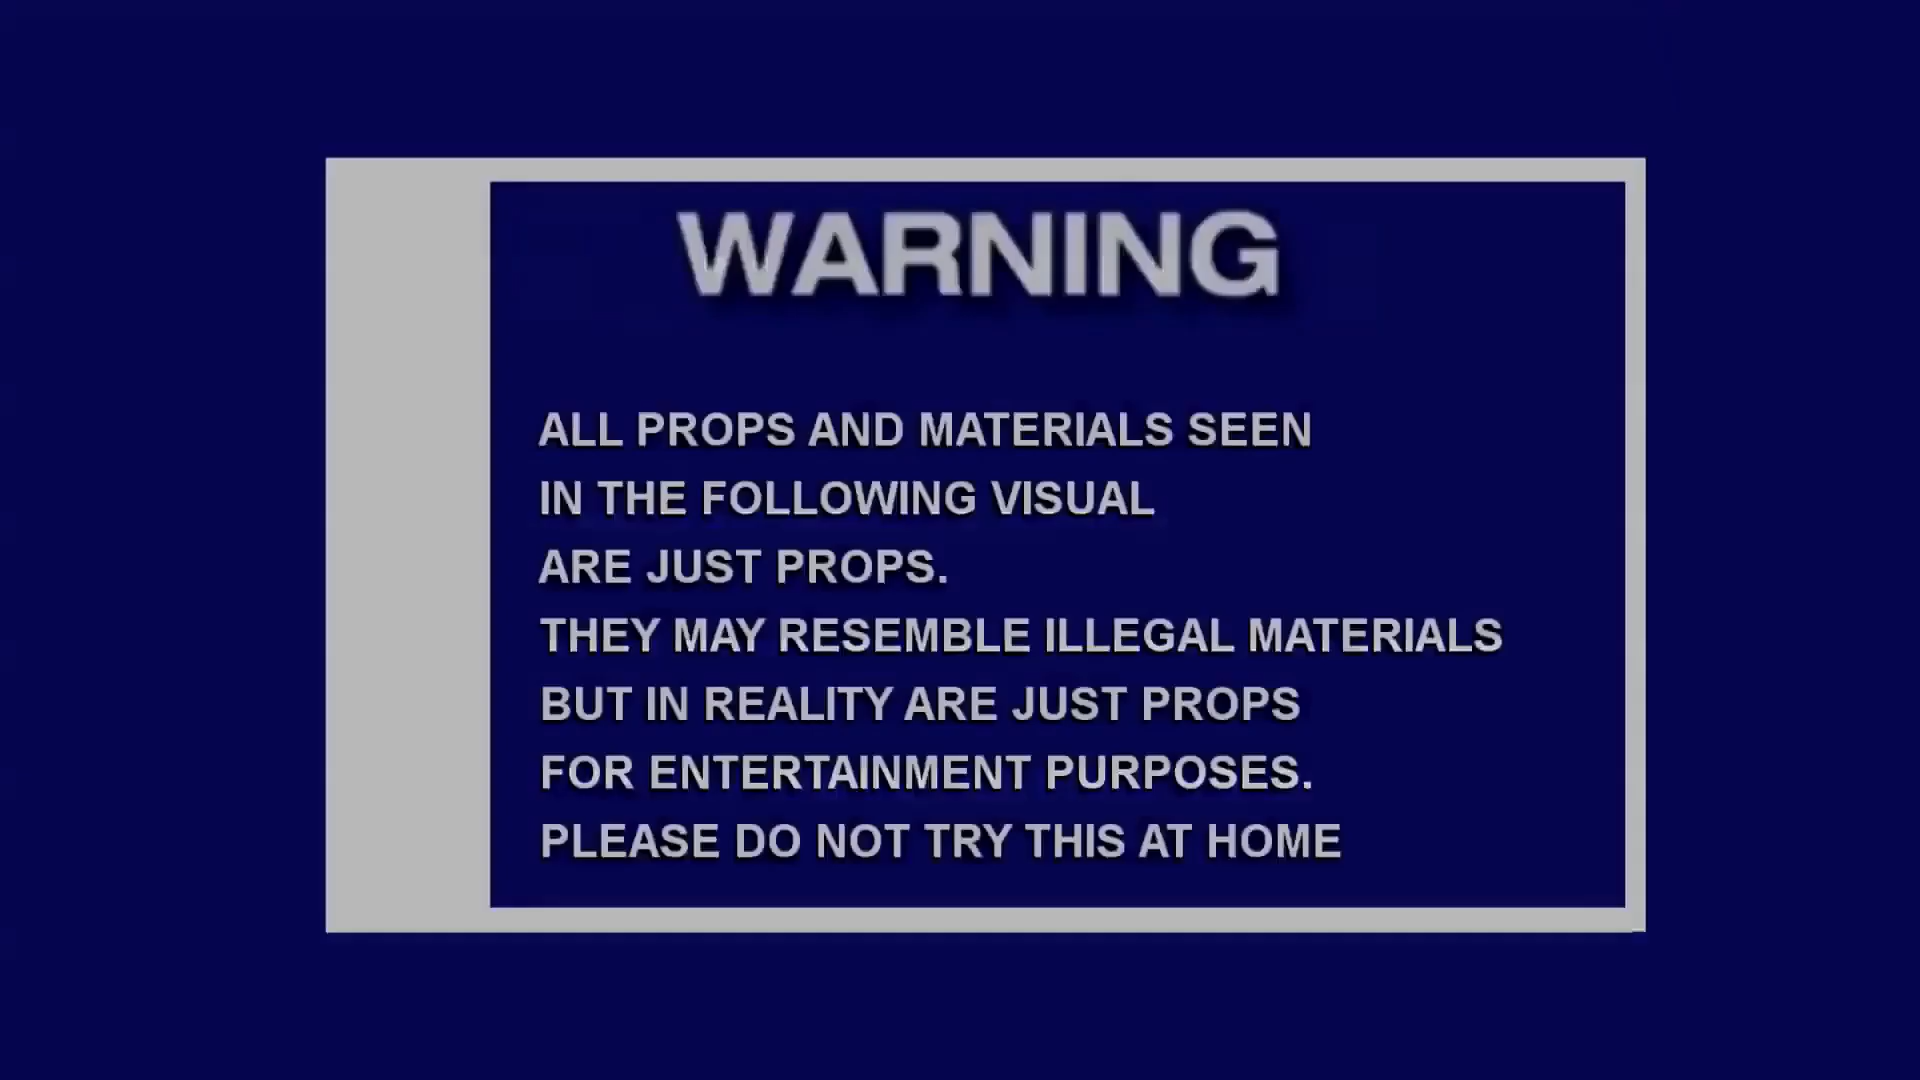 WARNING
ALL PROPS AND MATERIALS SEEN
IN THE FOLLOWING VISUAL
ARE JUST PROPS.
THEY MAY RESEMBLE ILLEGAL MATERIALS
BUT IN REALITY ARE JUST PROPS
FOR ENTERTAINMENT PURPOSES.
PLEASE DO NOT TRY THIS AT HOME